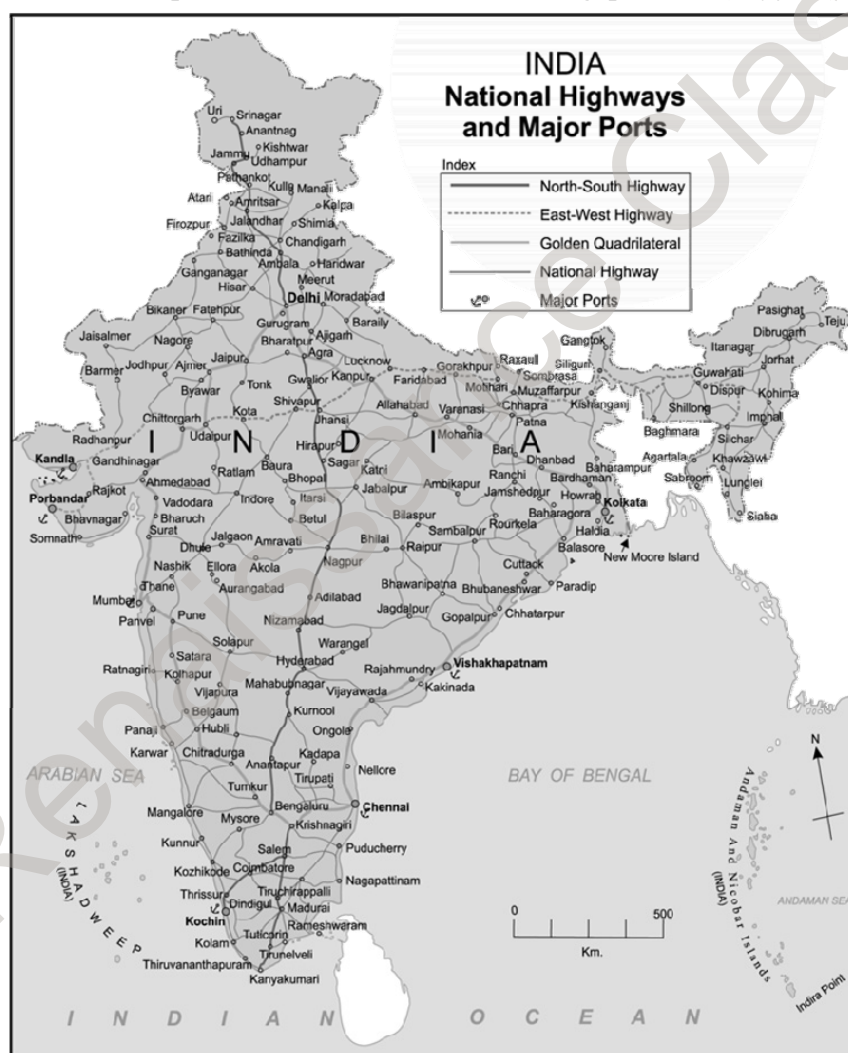 INDIA
National Highways
and Major Ports
Index
North-South Highway
East-West Highway
Golden Quadrilateral
National Highway
Major Ports
Uri
Srinagar
Anantnag
Kishtwar
Jammu
Udhampur
Pathankot
Kullu
Manali
Atari
Amritsar
Kalpa
Firozpur
Jalandhar
Shimla
Fazilka
Chandigarh
Bathinda
Ambala
Haridwar
Ganganagar
Meerut
Hisar
Delhi
Moradabad
Bikaner
Fatehpur
Gurugram
Baraily
Jaisalmer
Ajigarh
Nagore
Bharatpur
Agra
Jaipur
Lucknow
Barmer
Jodhpur
Ajmer
Gwalior
Kanpur
Faridabad
Gorakhpur
Raxaul
Siliguri
Gangtok
Motihari
Sombrasa
Byawar
Tonk
Muzaffarpur
Kishanganj
Shivapur
Allahabad
Varanasi
Chhapra
Chittorgarh
Kota
Jhansi
Patna
Mohania
Radhanpur
Udaipur
Hirapur
Bari
Dhanbad
Baharampur
I N D I A
Pasighat
Teju
Dibrugarh
Itanagar
Jorhat
Guwahati
Dispur
Kohima
Shillong
Imphal
Baghmara
Silchar
Agartala
Khawzawl
Sabroom
Lunglei
Siaha
Kandla
Gandhinagar
Ratlam
Baura
Sagar
Katni
Ranchi
Bardhaman
Ahmedabad
Bhopal
Jabalpur
Ambikapur
Jamshedpur
Howrah
Kolkata
Porbandar
Rajkot
Vadodara
Indore
Itarsi
Baharagora
Bhavnagar
Bharuch
Betul
Bilaspur
Rourkela
Haldia
Somnath
Surat
Jalgaon
Amravati
Bhilai
Raipur
Sambalpur
Balasore
New Moore Island
Dhule
Nagpur
Nashik
Ellora
Akola
Cuttack
Thane
Aurangabad
Bhawanipatna
Bhubaneshwar
Paradip
Mumbai
Adilabad
Jagdalpur
Gopalpur
Chhatarpur
Panvel
Pune
Nizamabad
Solapur
Warangal
Satara
Hyderabad
Rajahmundry
Vishakhapatnam
Ratnagiri
Kolhapur
Mahabubnagar
Vijayawada
Kakinada
Vijapura
Belgaum
Kurnool
Panaji
Hubli
Ongole
Karwar
Chitradurga
Anantapur
Kadapa
Nellore
ARABIAN SEA
BAY OF BENGAL
Tirupati
Tumkur
Mangalore
Bengaluru
Chennai
Mysore
Krishnagiri
Kunnur
Salem
Puducherry
Kozhikode
Coimbatore
Thrissur
Tiruchirappalli
Nagapattinam
Dindigul
Madurai
Kochin
Rameshwaram
Kolam
Tuticorin
Thiruvananthapuram
Tirunelveli
Kanyakumari
LAKSHADWEEP
(INDIA)
N
Andaman And Nicobar Islands
(INDIA)
ANDAMAN SEA
Indira Point
0 500
Km.
INDIAN OCEAN
Renaissance Clas